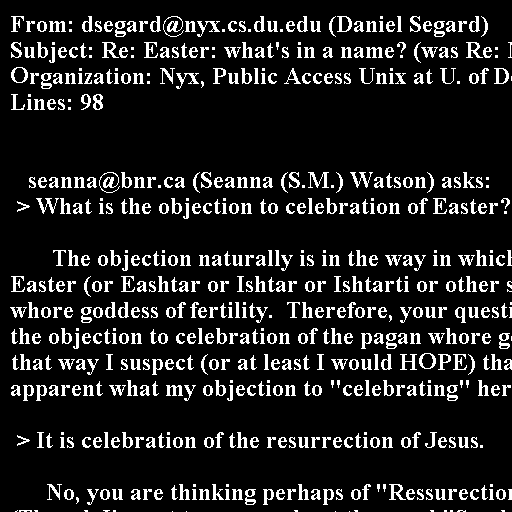 From: dsegard@nyx.cs.du.edu (Daniel Segard)
Subject: Re: Easter: what's in a name? (was Re:
Organization: Nyx, Public Access Unix at U. of
Lines: 98
seanna@bnr.ca (Seanna (S.M.) Watson) asks:
> What is the objection to celebration of Easter?
The objection naturally is in the way in which
Easter (or Eashtar or Ishtar or Ishtarti or other
whore goddess of fertility. Therefore, your
the objection to celebration of the pagan whore
that way I suspect (or at least I would HOPE)
apparent what my objection to "celebrating" her
> It is celebration of the resurrection of Jesus.
No, you are thinking perhaps of "Ressurection